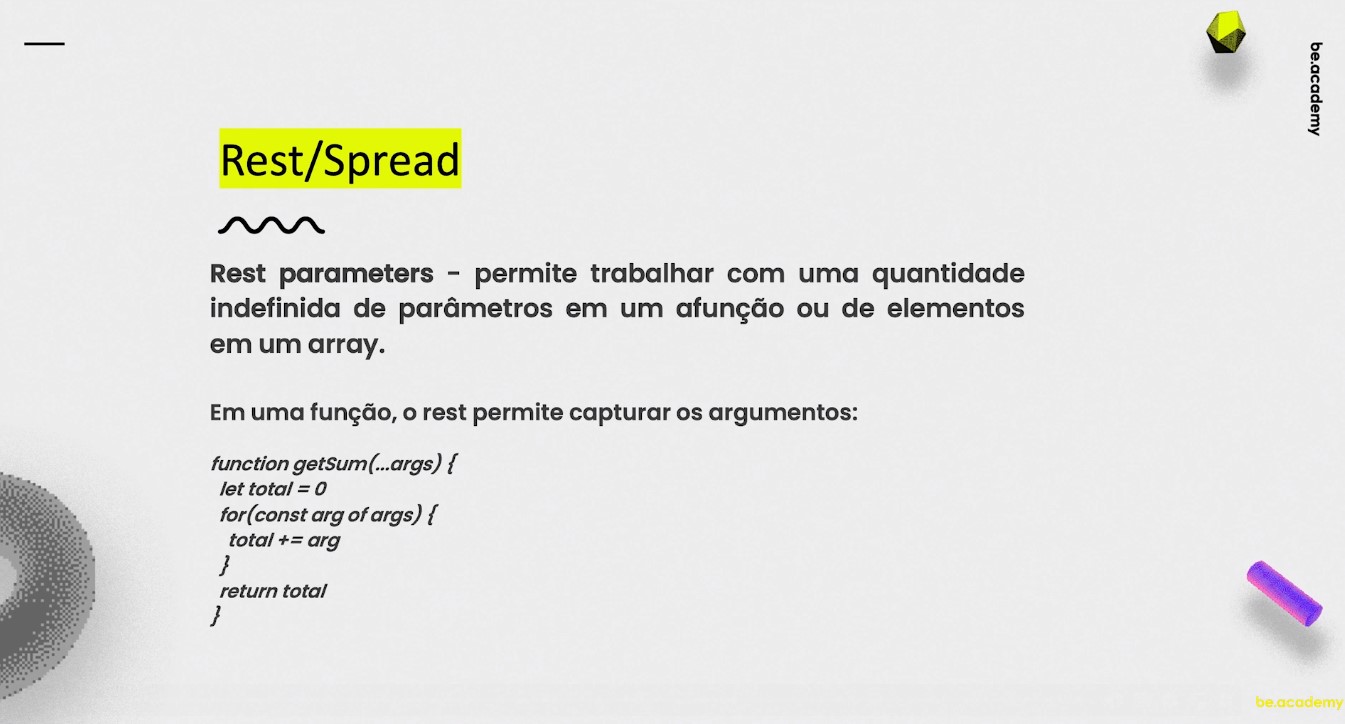 be.academy
Rest/Spread
Rest parameters - permite trabalhar com uma quantidade
indefinida de parâmetros em um afunção ou de elementos
em um array.
Em uma função, o rest permite capturar os argumentos:
function getSum(...args) {
let total = 0
for(const arg of args) {
total += arg
}
return total
}
be.academy